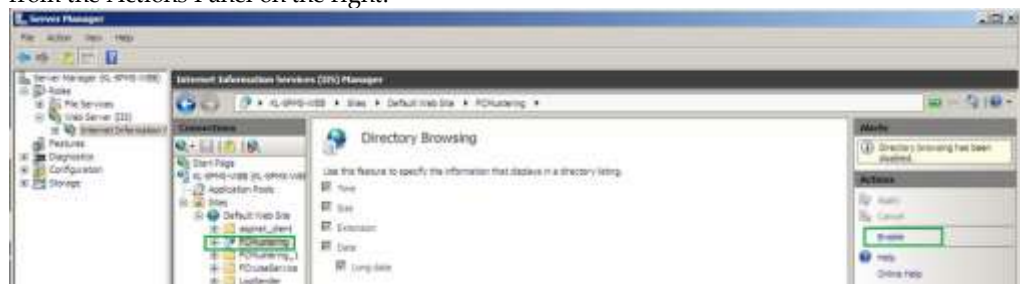 from the Actions Panel on the right.
Server Manager
File Action View Help
Server Manager (KL-SPMS-WEB)
Roles
File Services
Web Server (IIS)
Internet Information
Features
Diagnostics
Configuration
Storage
Internet Information Services (IIS) Manager
Sites
Default Web Site
Connections
Start Page
Application Pools
Sites
Default Web Site
aspnet_client
LogSender
Directory Browsing
Use this feature to specify the information that displays in a directory listing.
Time
Size
Extension
Date
Long date
Alerts
Directory browsing has been disabled.
Actions
Apply
Cancel
Enable
Help
Online Help